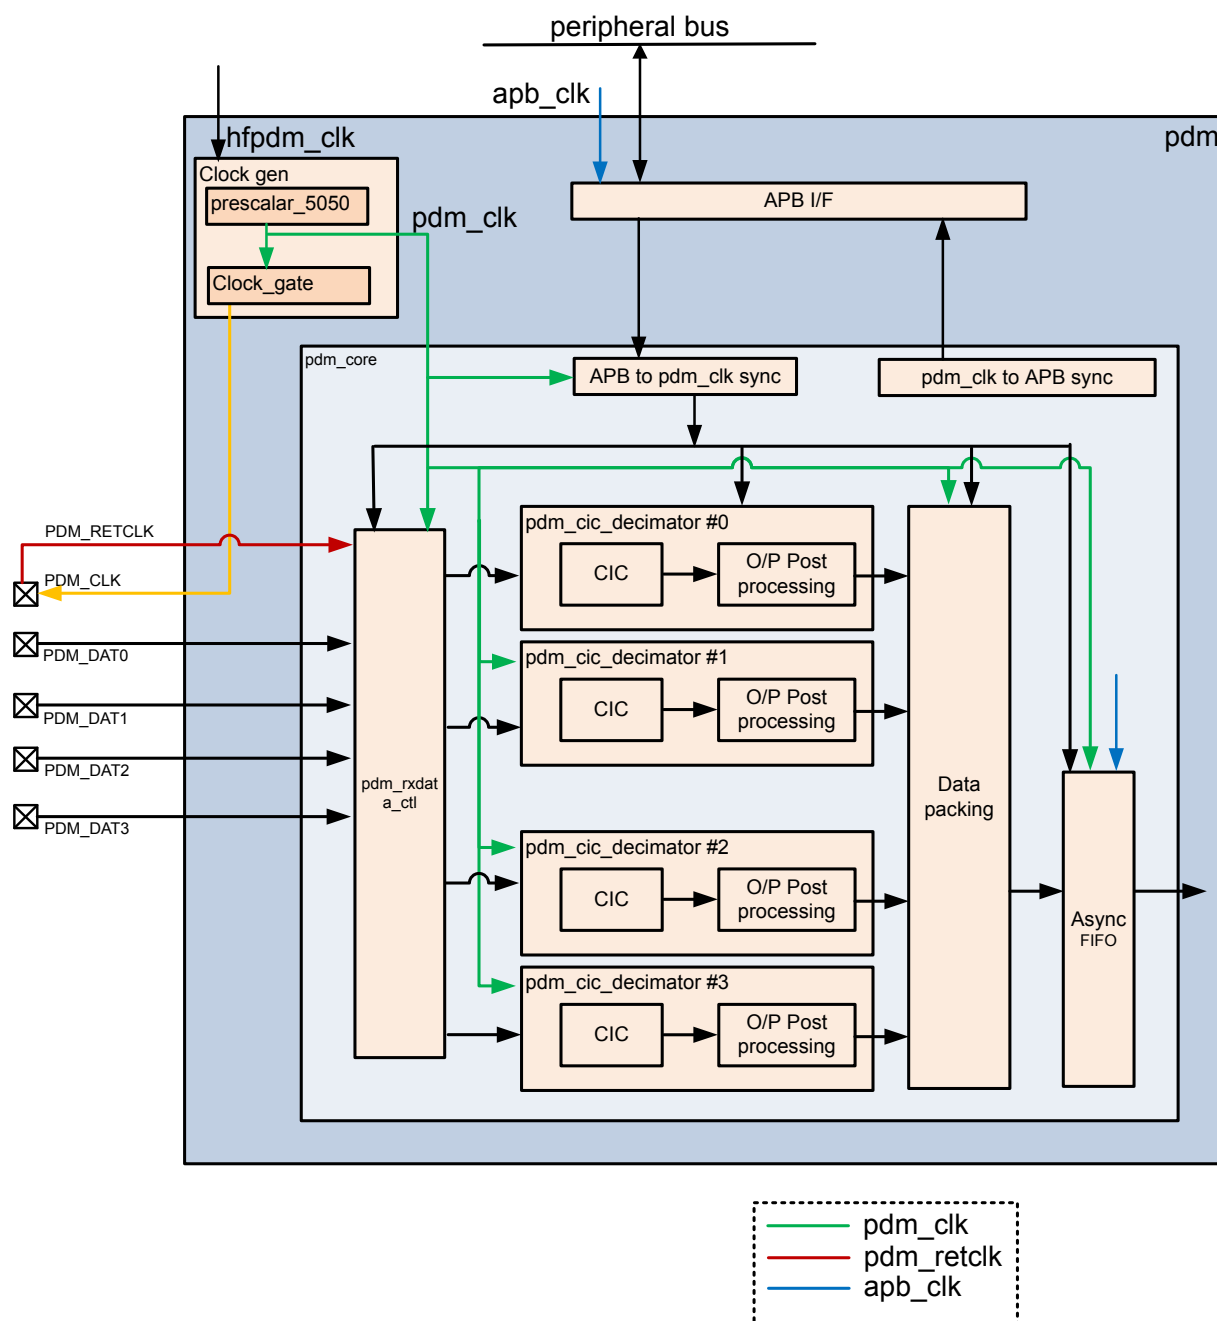 peripheral bus
apb_clk
hfpdm_clk
pdm
Clock gen
prescalar_5050
APB I/F
pdm_clk
Clock_gate
pdm_core
APB to pdm_clk sync
pdm_clk to APB sync
PDM_RETCLK
PDM_CLK
PDM_DAT0
PDM_DAT1
PDM_DAT2
PDM_DAT3
pdm_rxdat
a_ctl
pdm_cic_decimator #0
CIC
O/P Post
processing
pdm_cic_decimator #1
CIC
O/P Post
processing
pdm_cic_decimator #2
CIC
O/P Post
processing
pdm_cic_decimator #3
CIC
O/P Post
processing
Data
packing
Async
FIFO
pdm_clk
pdm_retclk
apb_clk